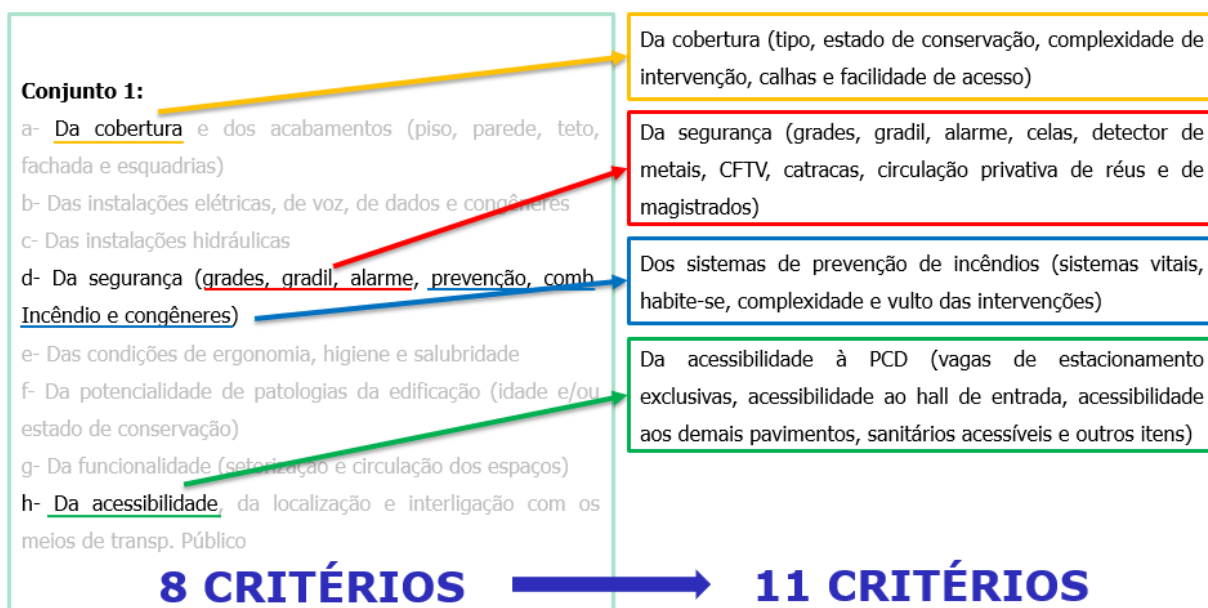 Conjunto 1:
a- Da cobertura e dos acabamentos (piso, parede, teto,
fachada e esquadrias)
b- Das instalações elétricas, de voz, de dados e congêneres
c- Das instalações hidráulicas
d- Da segurança (grades, gradil, alarme, prevenção, comb
Incêndio e congêneres)
e- Das condições de ergonomia, higiene e salubridade
f- Da potencialidade de patologias da edificação (idade e/ou
estado de conservação)
g- Da funcionalidade (setorização e circulação dos espaços)
h- Da acessibilidade, da localização e interligação com os
meios de transp. Público
Da cobertura (tipo, estado de conservação, complexidade de
intervenção, calhas e facilidade de acesso)
Da segurança (grades, gradil, alarme, celas, detector de
metais, CFTV, catracas, circulação privativa de réus e de
magistrados)
Dos sistemas de prevenção de incêndios (sistemas vitais,
habite-se, complexidade e vulto das intervenções)
Da acessibilidade à PCD (vagas de estacionamento
exclusivas, acessibilidade ao hall de entrada, acessibilidade
aos demais pavimentos, sanitários acessíveis e outros itens)
8 CRITÉRIOS
11 CRITÉRIOS